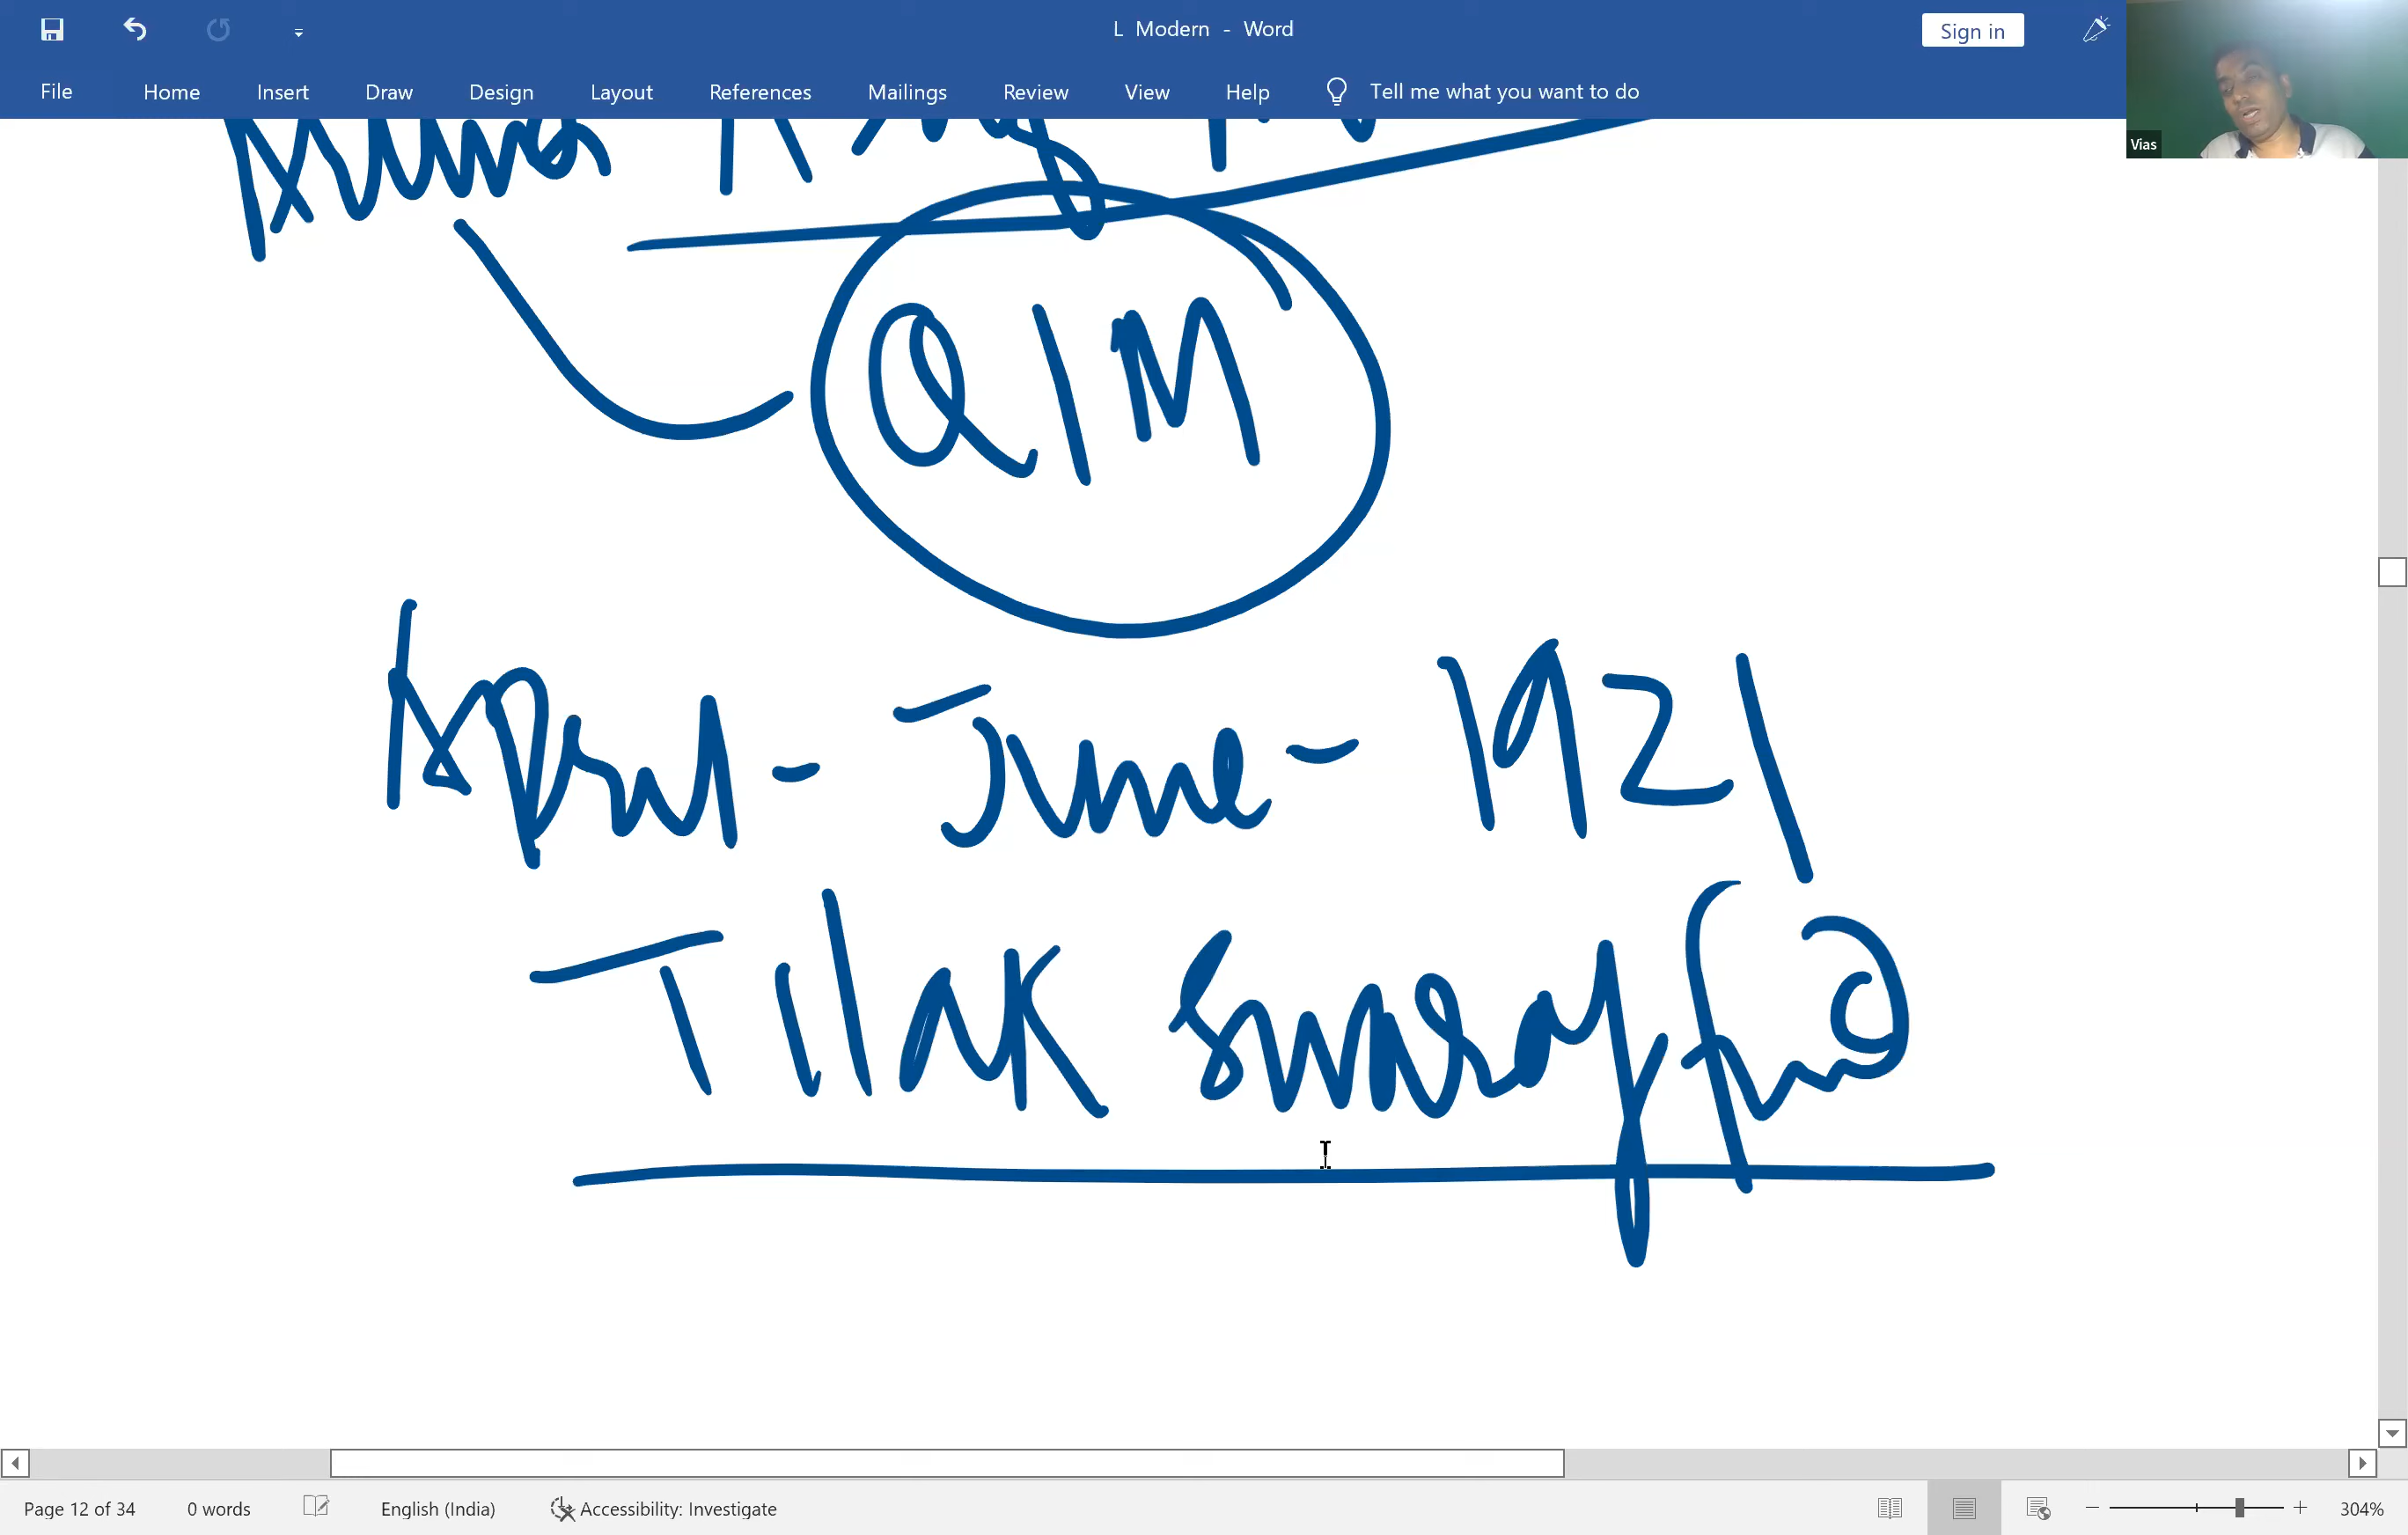 L Modern - Word
Sign in
File Home Insert Draw Design Layout References Mailings Review View Help Tell me what you want to do
Vias
QIM
April - June - 1921
Tilak Swaraj fund
Page 12 of 34 0 words English (India) Accessibility: Investigate 304%